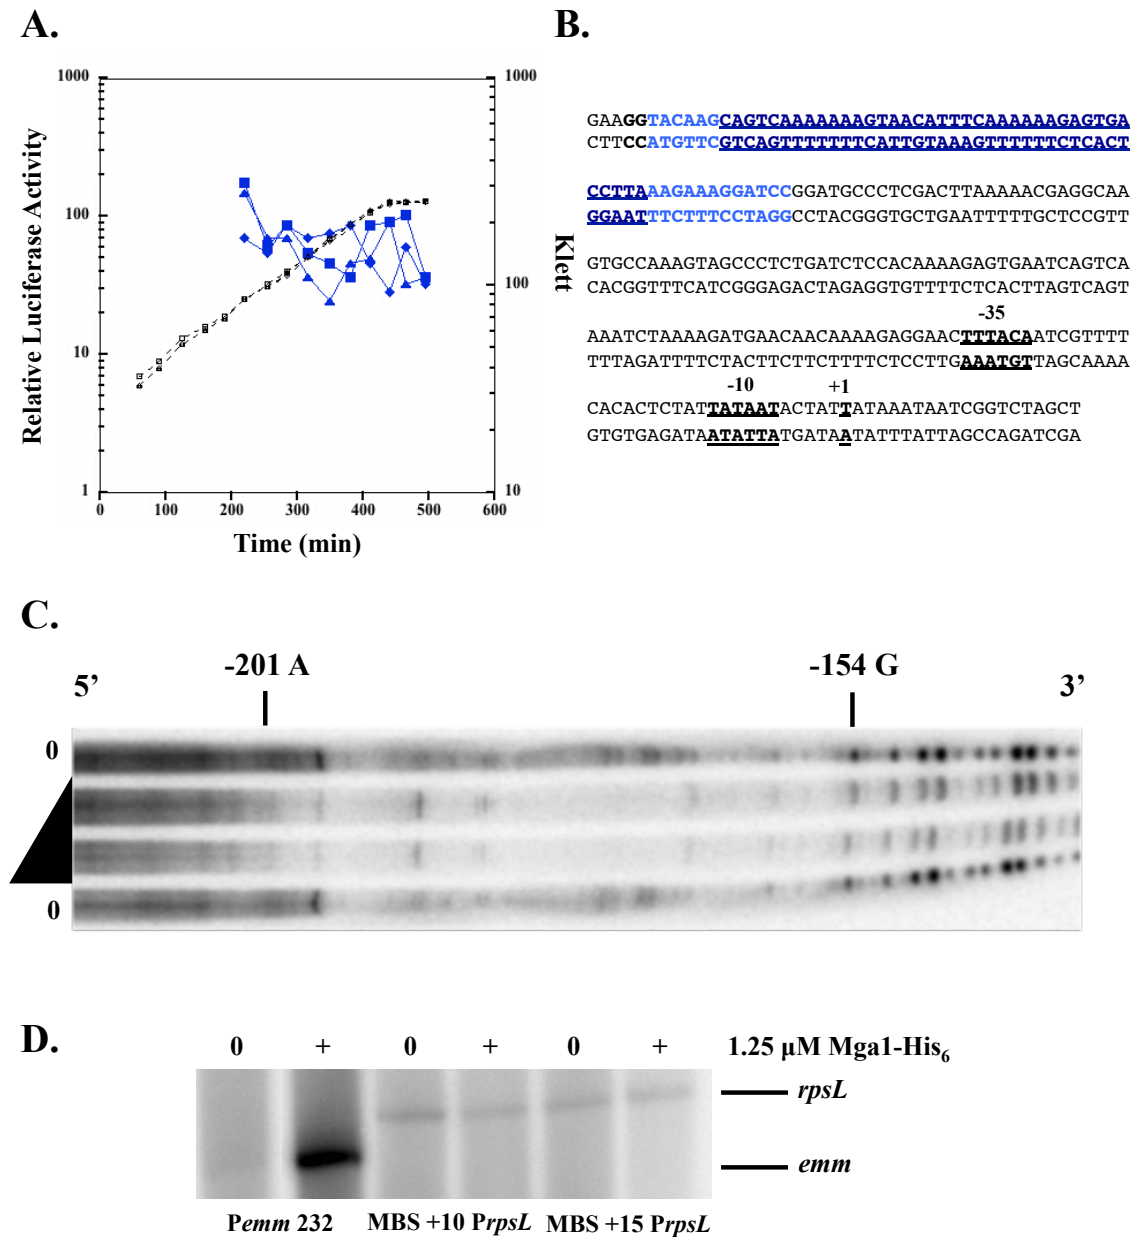 A.
1000
1000
100
100
10
10
1
0
100
200
300
400
500
600
Relative Luciferase Activity
Klett
Time (min)
B.
GAAGGTACAAGCAGTCAAAAAAAGTAACATTTCAAAAAAGAGTGA
CTTCCATGTTCGTCAGTTTTTTTCATTGTAAAGTTTTTTCTCACT
CCTTAAAGAAAGGATCCGGATGCCCTCGACTTAAAAACGAGGCAA
GGAATTTCTTTCCTAGGCCTACGGGTGCTGAATTTTTGCTCCGTT
GTGCCAAAGTAGCCCTCTGATCTCCACAAAAGAGTGAATCAGTCA
CACGGTTTCATCGGGAGACTAGAGGTGTTTTCTCACTTAGTCAGT
-35
AAATCTAAAAGATGAACAACAAAAGAGGAACTTTACAATCGTTTT
TTTAGATTTTCTACTTCTTCTTTTCTCCTTGAAATGTTAGCAAAA
-10 +1
CACACTCTATTATAATACTATTATAAATAATCGGTCTAGCT
GTGTGAGATAATATTATGATAATATTTATTAGCCAGATCGA
C.
5’ -201 A -154 G 3’
0
0
D.
0 + 0 + 0 + 1.25 µM Mga1-His6
rpsL
emm
Pemm 232 MBS +10 PrpsL MBS +15 PrpsL